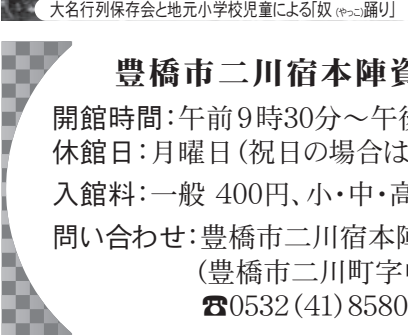 大名行列保存会と地元小学校児童による「奴(やっこ)踊り」
豊橋市二川宿本陣資
開館時間:午前9時30分～午後
休館日:月曜日(祝日の場合は
入館料:一般 400円、小・中・高
問い合わせ:豊橋市二川宿本陣
(豊橋市二川町字
☎0532(41)8580